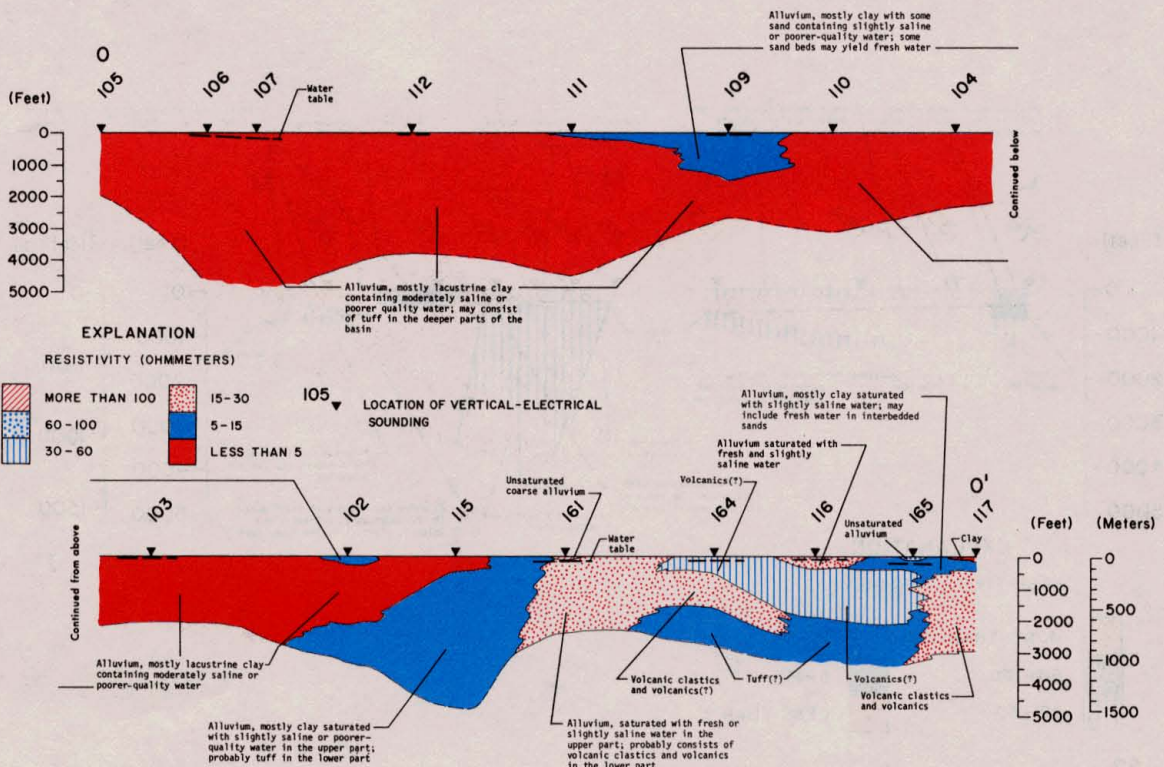 Alluvium, mostly clay with some
sand containing slightly saline
or poorer-quality water; some
sand beds may yield fresh water
O
105
106
107
112
111
109
110
104
Water
table
(Feet)
0
1000
2000
3000
4000
5000
Continued below
Alluvium, mostly lacustrine clay
containing moderately saline or
poorer quality water; may consist
of tuff in the deeper parts of the
basin
EXPLANATION
RESISTIVITY (OHMMETERS)
MORE THAN 100
60-100
30-60
15-30
5-15
LESS THAN 5
105
LOCATION OF VERTICAL-ELECTRICAL
SOUNDING
Alluvium, mostly clay saturated
with slightly saline water; may
include fresh water in interbedded
sands
Alluvium saturated with
fresh and slightly
saline water
Unsaturated
coarse alluvium
Volcanics(?)
O'
103
102
115
161
164
116
165
117
Water
table
Unsaturated
alluvium
Clay
(Feet)
(Meters)
0
1000
2000
3000
4000
5000
0
500
1000
1500
Continued from above
Alluvium, mostly lacustrine clay
containing moderately saline or
poorer-quality water
Alluvium, mostly clay saturated
with slightly saline or poorer-
quality water in the upper part;
probably tuff in the lower part
Volcanic clastics
and volcanics(?)
Tuff(?)
Volcanics(?)
Volcanic clastics
and volcanics
Alluvium, saturated with fresh or
slightly saline water in the
upper part; probably consists of
volcanic clastics and volcanics
in the lower part